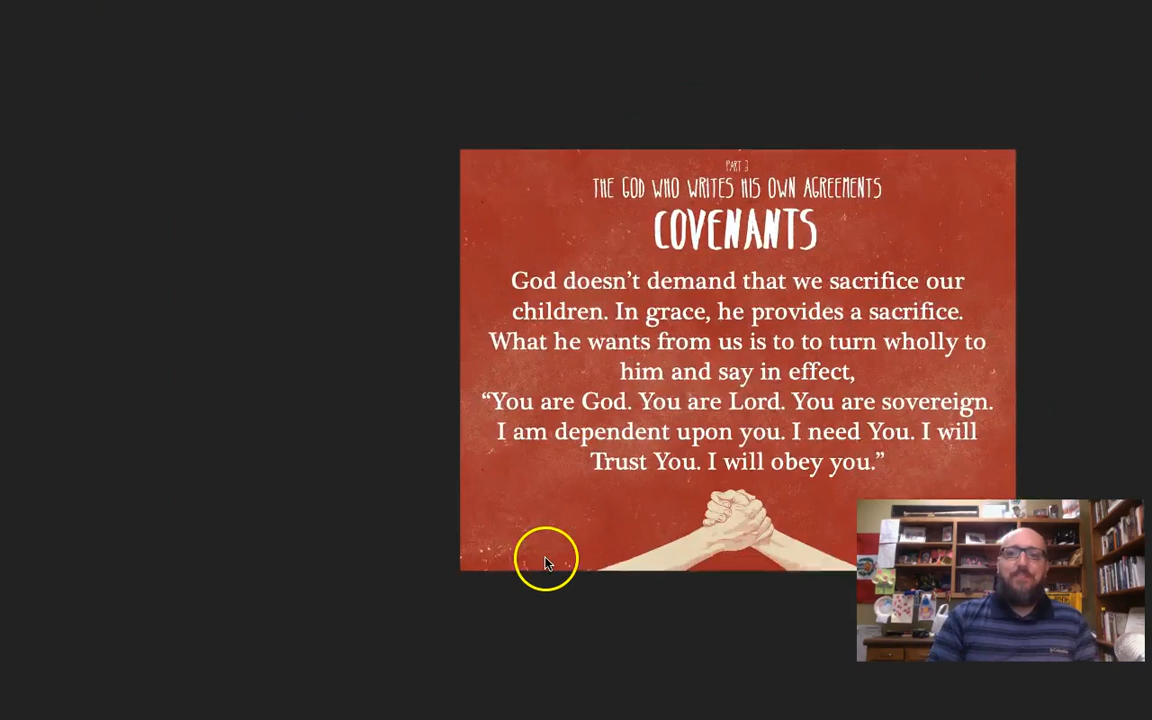 PART 3
THE GOD WHO WRITES HIS OWN AGREEMENTS
COVENANTS
God doesn't demand that we sacrifice our
children. In grace, he provides a sacrifice.
What he wants from us is to to turn wholly to
him and say in effect,
“You are God. You are Lord. You are sovereign.
I am dependent upon you. I need You. I will
Trust You. I will obey you.”